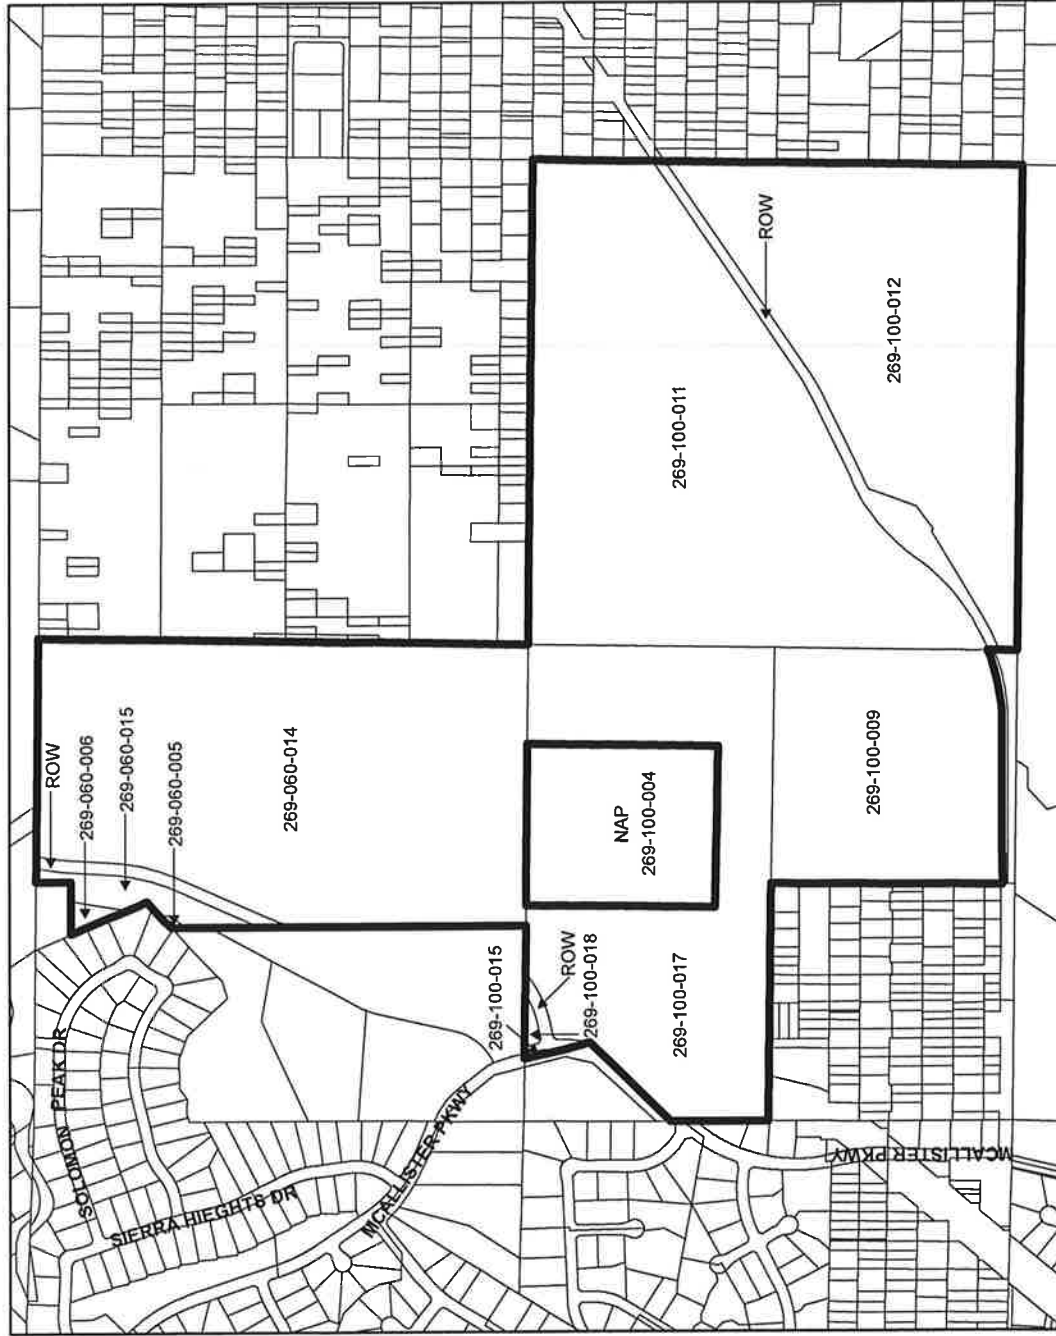 ROW
269-060-006
269-060-015
269-060-005
269-060-014
SOLOMON PEAK DR
SIERRA HIEGHTS DR
MCALLISTER PKWY
269-100-015
ROW
269-100-018
NAP
269-100-004
269-100-017
269-100-009
269-100-011
ROW
269-100-012
MCALLISTER PKWY